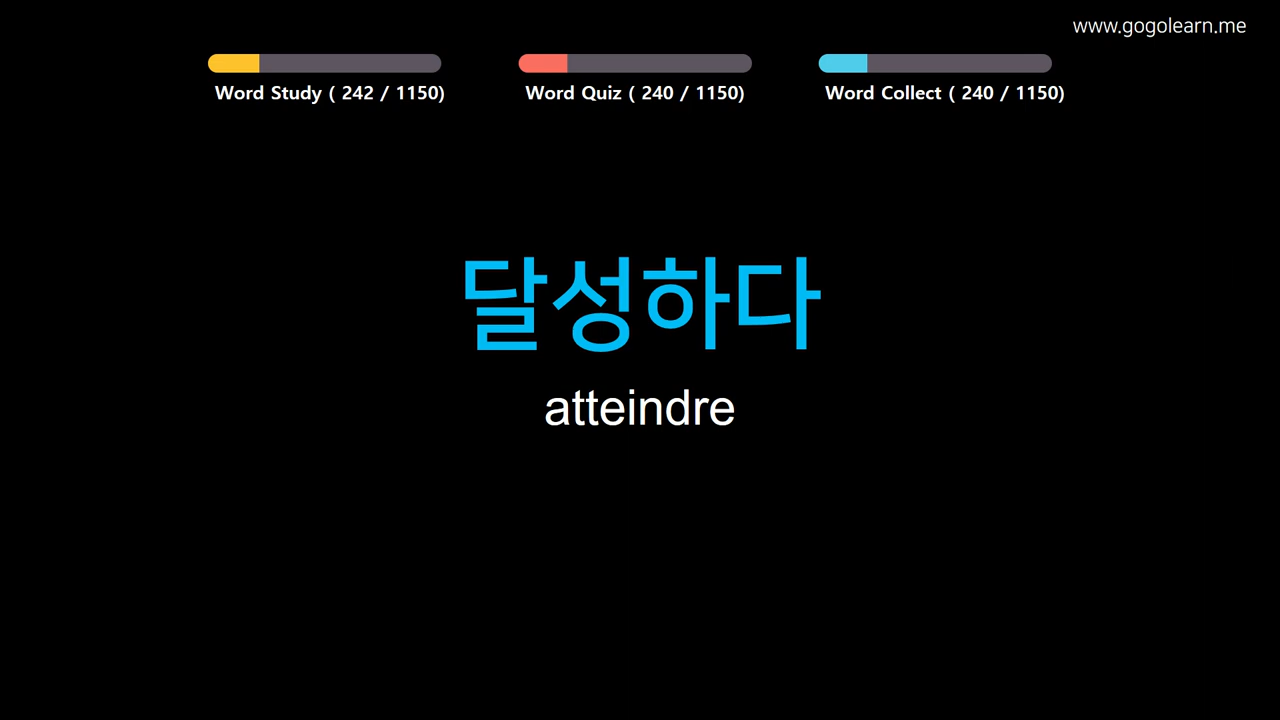 www.gogolearn.me
Word Study ( 242 / 1150)
Word Quiz ( 240 / 1150)
Word Collect ( 240 / 1150)
달성하다
atteindre